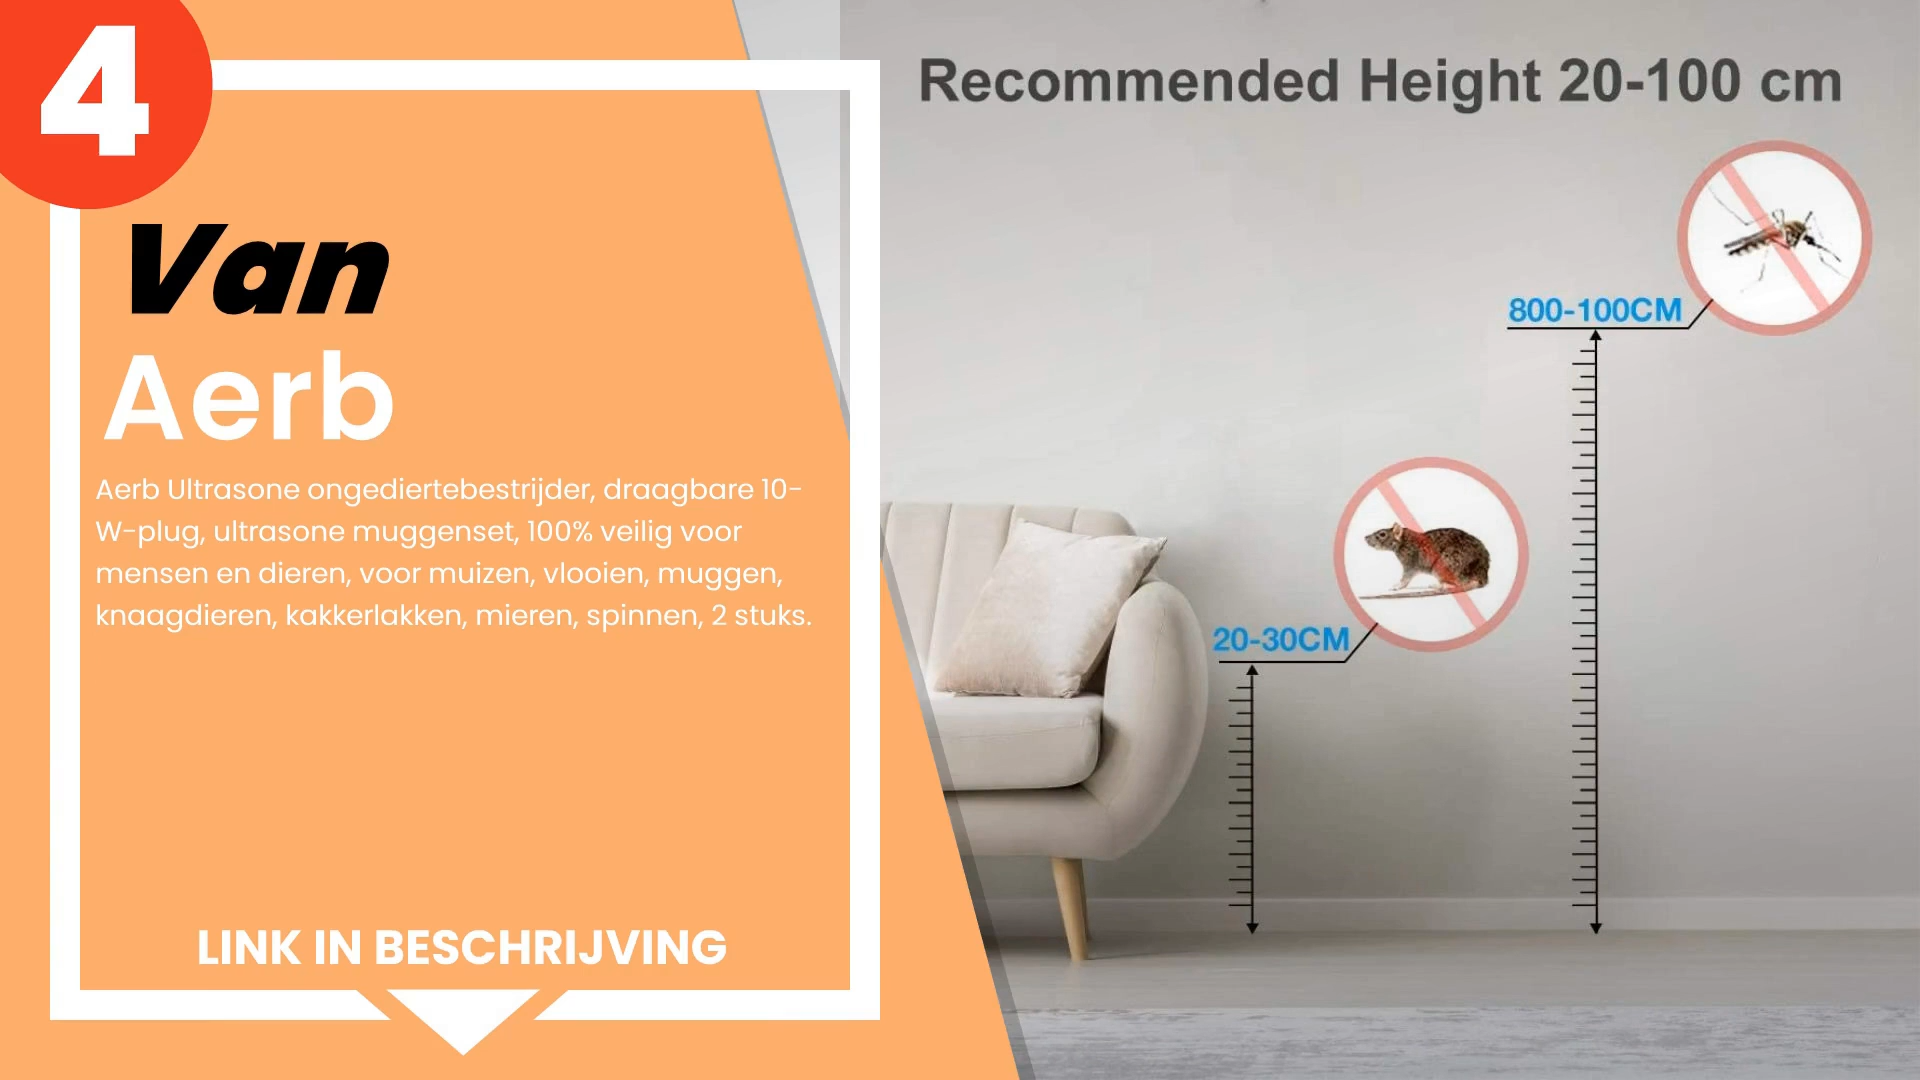 4
Van
Aerb
Aerb Ultrasone ongediertebestrijder, draagbare 10-
W-plug, ultrasone muggenset, 100% veilig voor
mensen en dieren, voor muizen, vlooien, muggen,
knaagdieren, kakkerlakken, mieren, spinnen, 2 stuks.
LINK IN BESCHRIJVING
Recommended Height 20-100 cm
800-100CM
20-30CM